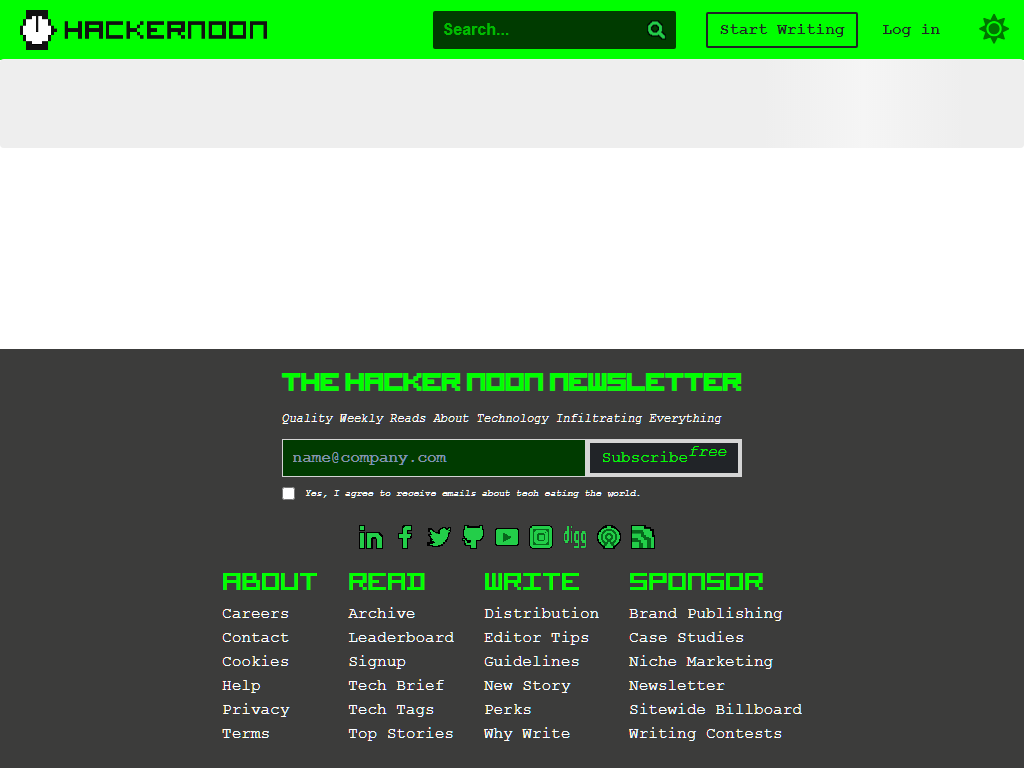 HACKERNOON
Search...
Start Writing
Log in
THE HACKER NOON NEWSLETTER
Quality Weekly Reads About Technology Infiltrating Everything
name@company.com
Subscribe free
Yes, I agree to receive emails about tech eating the world.
digg
ABOUT
Careers
Contact
Cookies
Help
Privacy
Terms
READ
Archive
Leaderboard
Signup
Tech Brief
Tech Tags
Top Stories
WRITE
Distribution
Editor Tips
Guidelines
New Story
Perks
Why Write
SPONSOR
Brand Publishing
Case Studies
Niche Marketing
Newsletter
Sitewide Billboard
Writing Contests